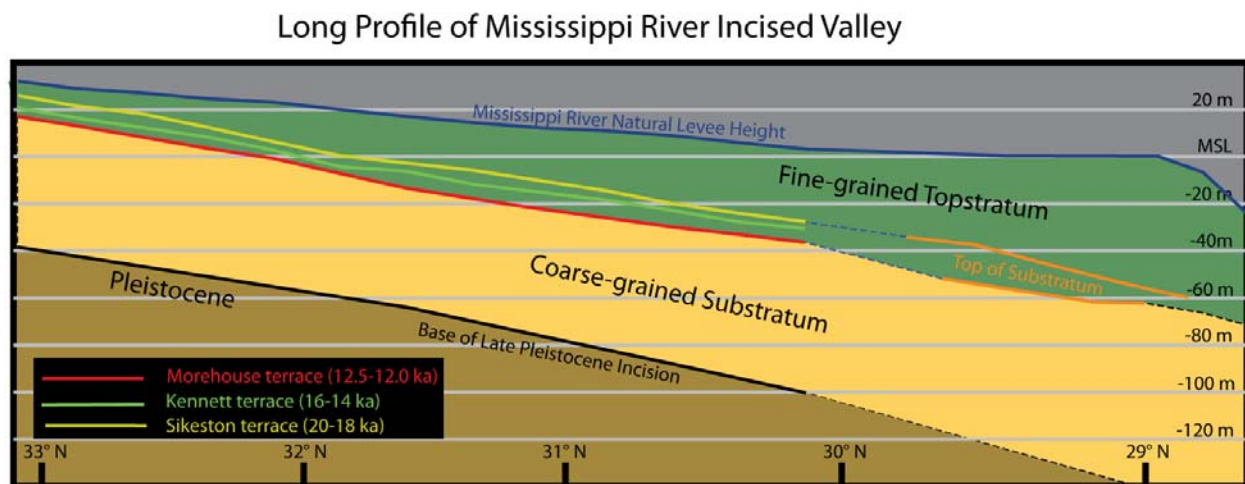 Long Profile of Mississippi River Incised Valley
20 m
Mississippi River Natural Levee Height
MSL
Fine-grained Topstratum
-20 m
-40m
Top of Substratum
Coarse-grained Substratum
Pleistocene
-60 m
Base of Late Pleistocene Incision
-80 m
Morehouse terrace (12.5-12.0 ka)
-100 m
Kennett terrace (16-14 ka)
Sikeston terrace (20-18 ka)
-120 m
33° N
32° N
31° N
30° N
29° N